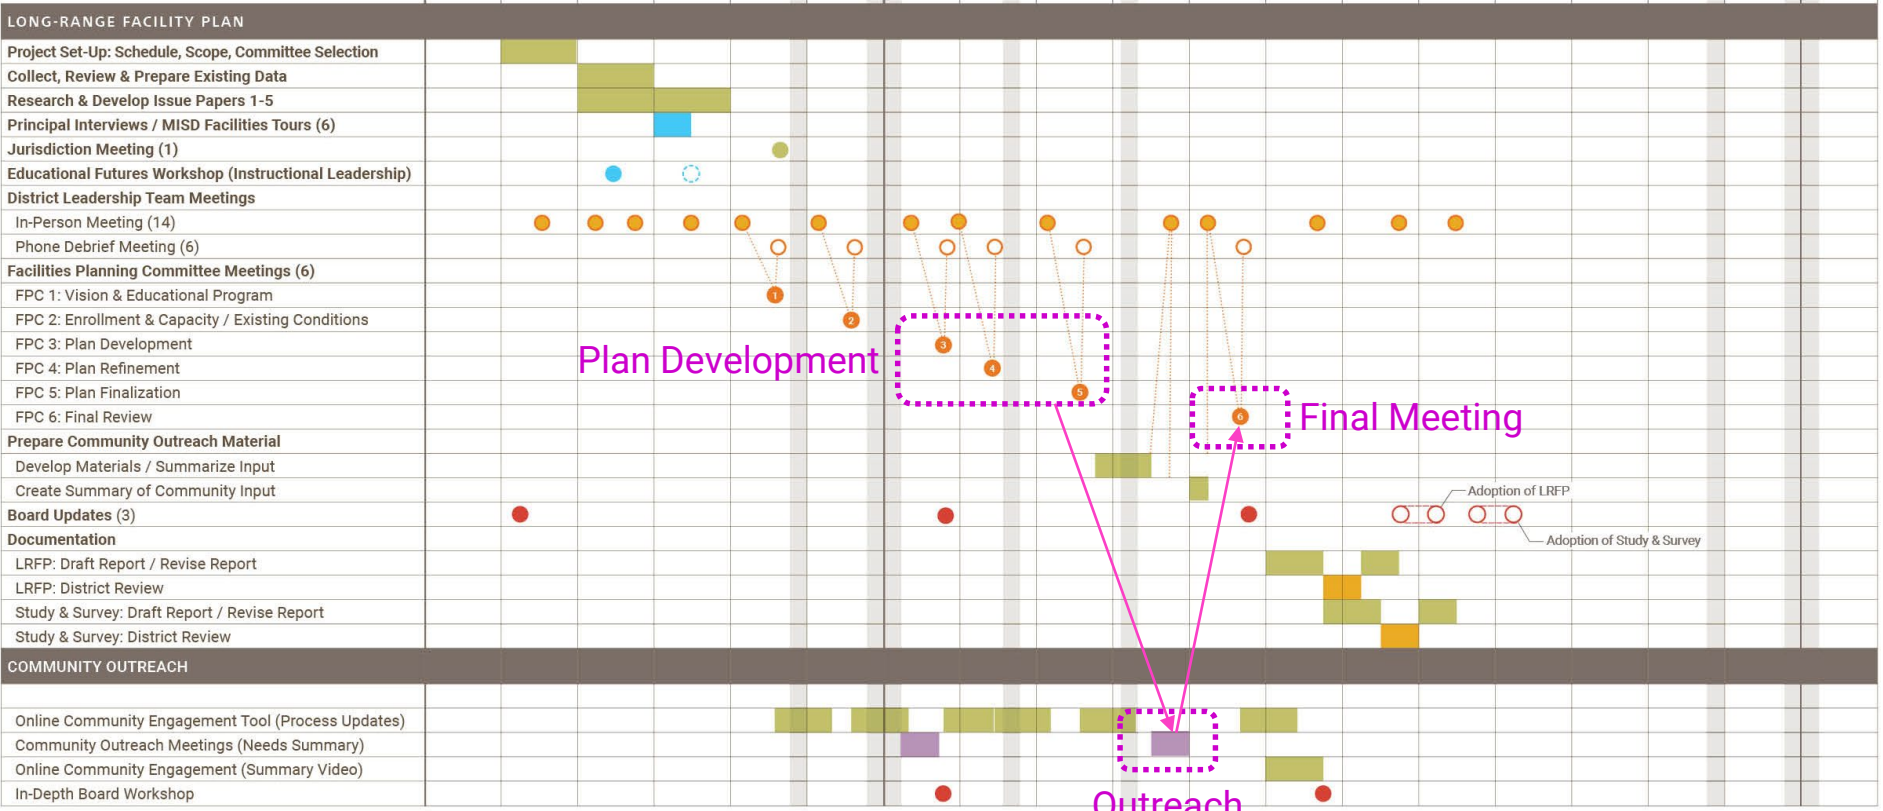 LONG-RANGE FACILITY PLAN
Project Set-Up: Schedule, Scope, Committee Selection
Collect, Review & Prepare Existing Data
Research & Develop Issue Papers 1-5
Principal Interviews / MISD Facilities Tours (6)
Jurisdiction Meeting (1)
Educational Futures Workshop (Instructional Leadership)
District Leadership Team Meetings
In-Person Meeting (14)
Phone Debrief Meeting (6)
Facilities Planning Committee Meetings (6)
FPC 1: Vision & Educational Program
1
FPC 2: Enrollment & Capacity / Existing Conditions
2
FPC 3: Plan Development
3
Plan Development
FPC 4: Plan Refinement
4
FPC 5: Plan Finalization
5
FPC 6: Final Review
6
Final Meeting
Prepare Community Outreach Material
Develop Materials / Summarize Input
Create Summary of Community Input
Adoption of LRFP
Board Updates (3)
Documentation
Adoption of Study & Survey
LRFP: Draft Report / Revise Report
LRFP: District Review
Study & Survey: Draft Report / Revise Report
Study & Survey: District Review
COMMUNITY OUTREACH
Online Community Engagement Tool (Process Updates)
Community Outreach Meetings (Needs Summary)
Online Community Engagement (Summary Video)
In-Depth Board Workshop
Outreach